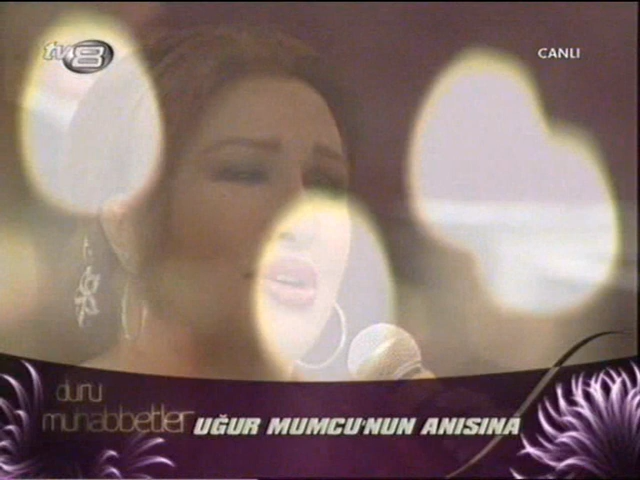 tv8
CANLI
duru
muhabbetler
UĞUR MUMCU'NUN ANISINA